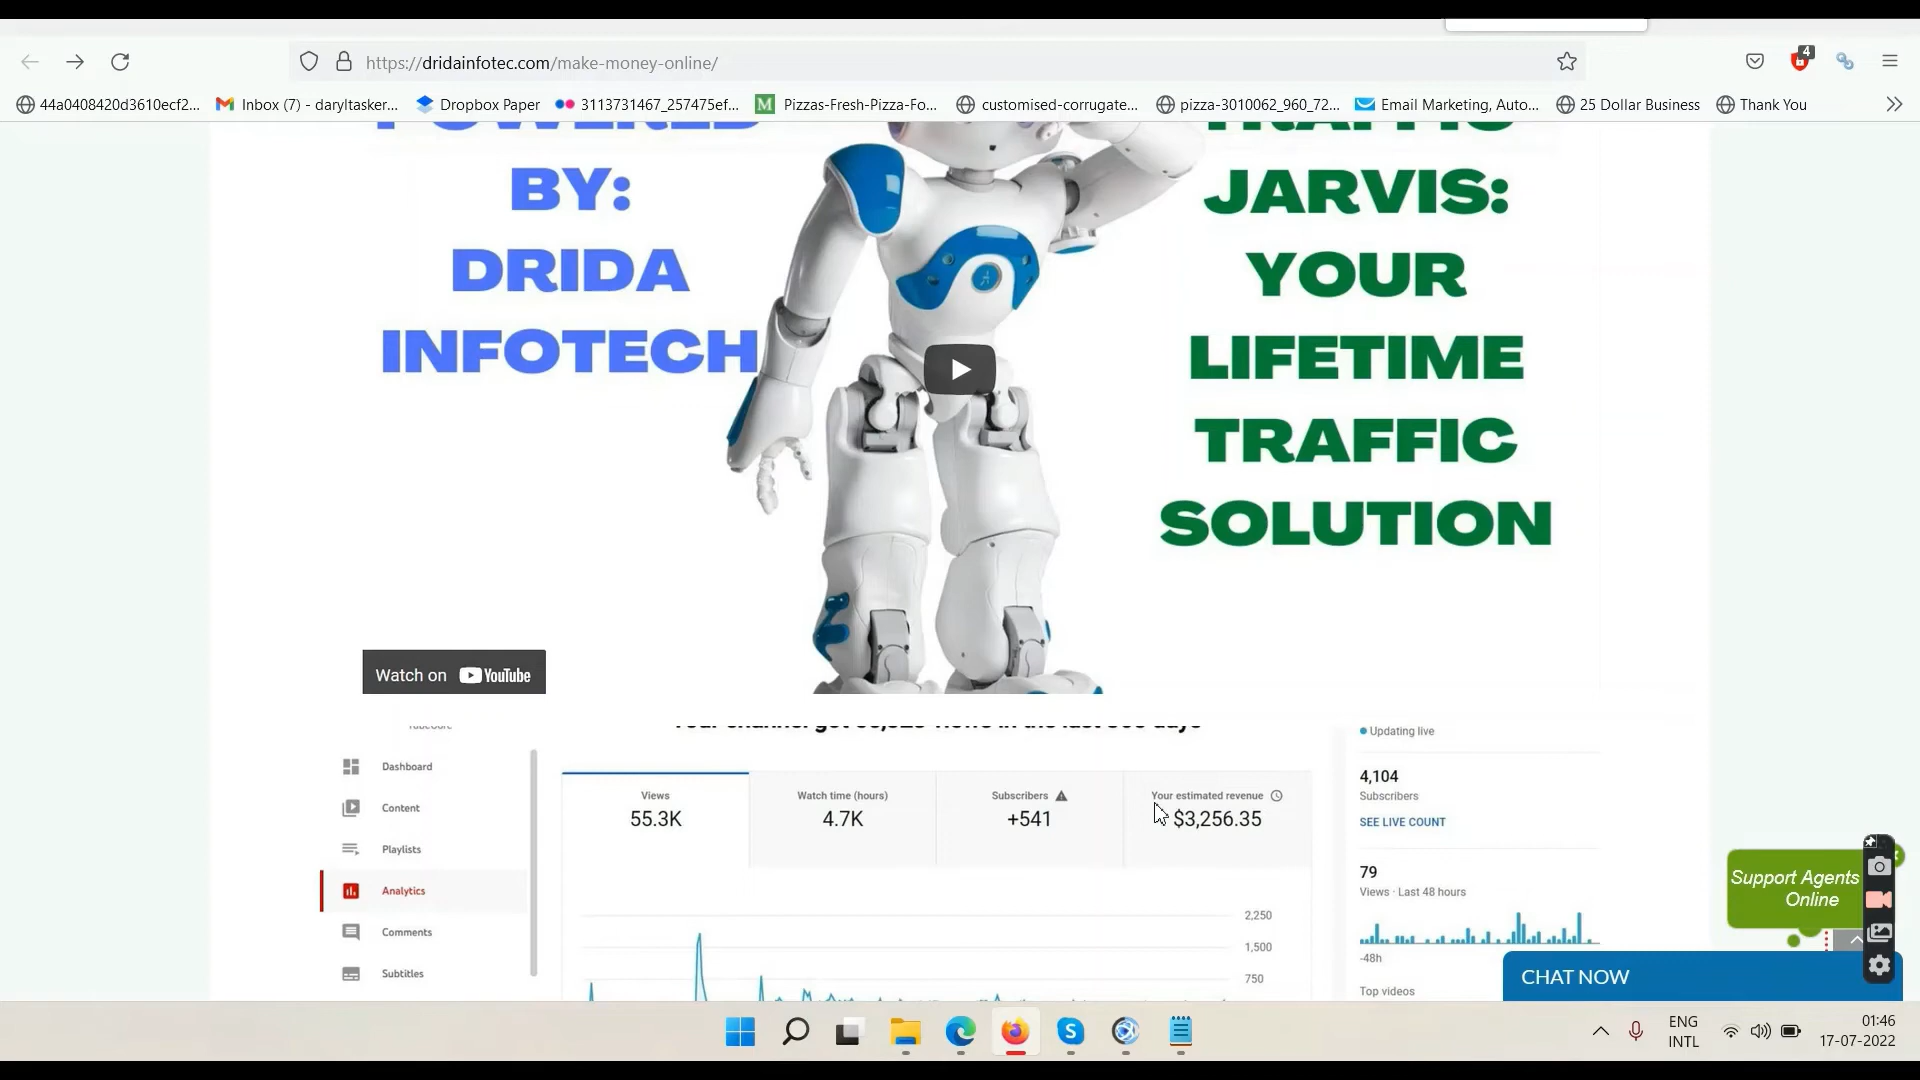 https://dridainfotec.com/make-money-online/
4
44a0408420d3610ecf2...
Inbox (7) - daryltasker...
Dropbox Paper
3113731467_257475ef...
M
Pizzas-Fresh-Pizza-Fo...
customised-corrugate...
pizza-3010062_960_72...
Email Marketing, Auto...
25 Dollar Business
Thank You
POWERED
BY:
DRIDA
INFOTECH
TRAFFIC
JARVIS:
YOUR
LIFETIME
TRAFFIC
SOLUTION
Watch on YouTube
Dashboard
Content
Playlists
Analytics
Comments
Subtitles
Views
55.3K
Watch time (hours)
4.7K
Subscribers
+541
Your estimated revenue
$3,256.35
2,250
1,500
750
Updating live
4,104
Subscribers
SEE LIVE COUNT
79
Views · Last 48 hours
-48h
Top videos
Support Agents
Online
CHAT NOW
S
ENG
INTL
01:46
17-07-2022